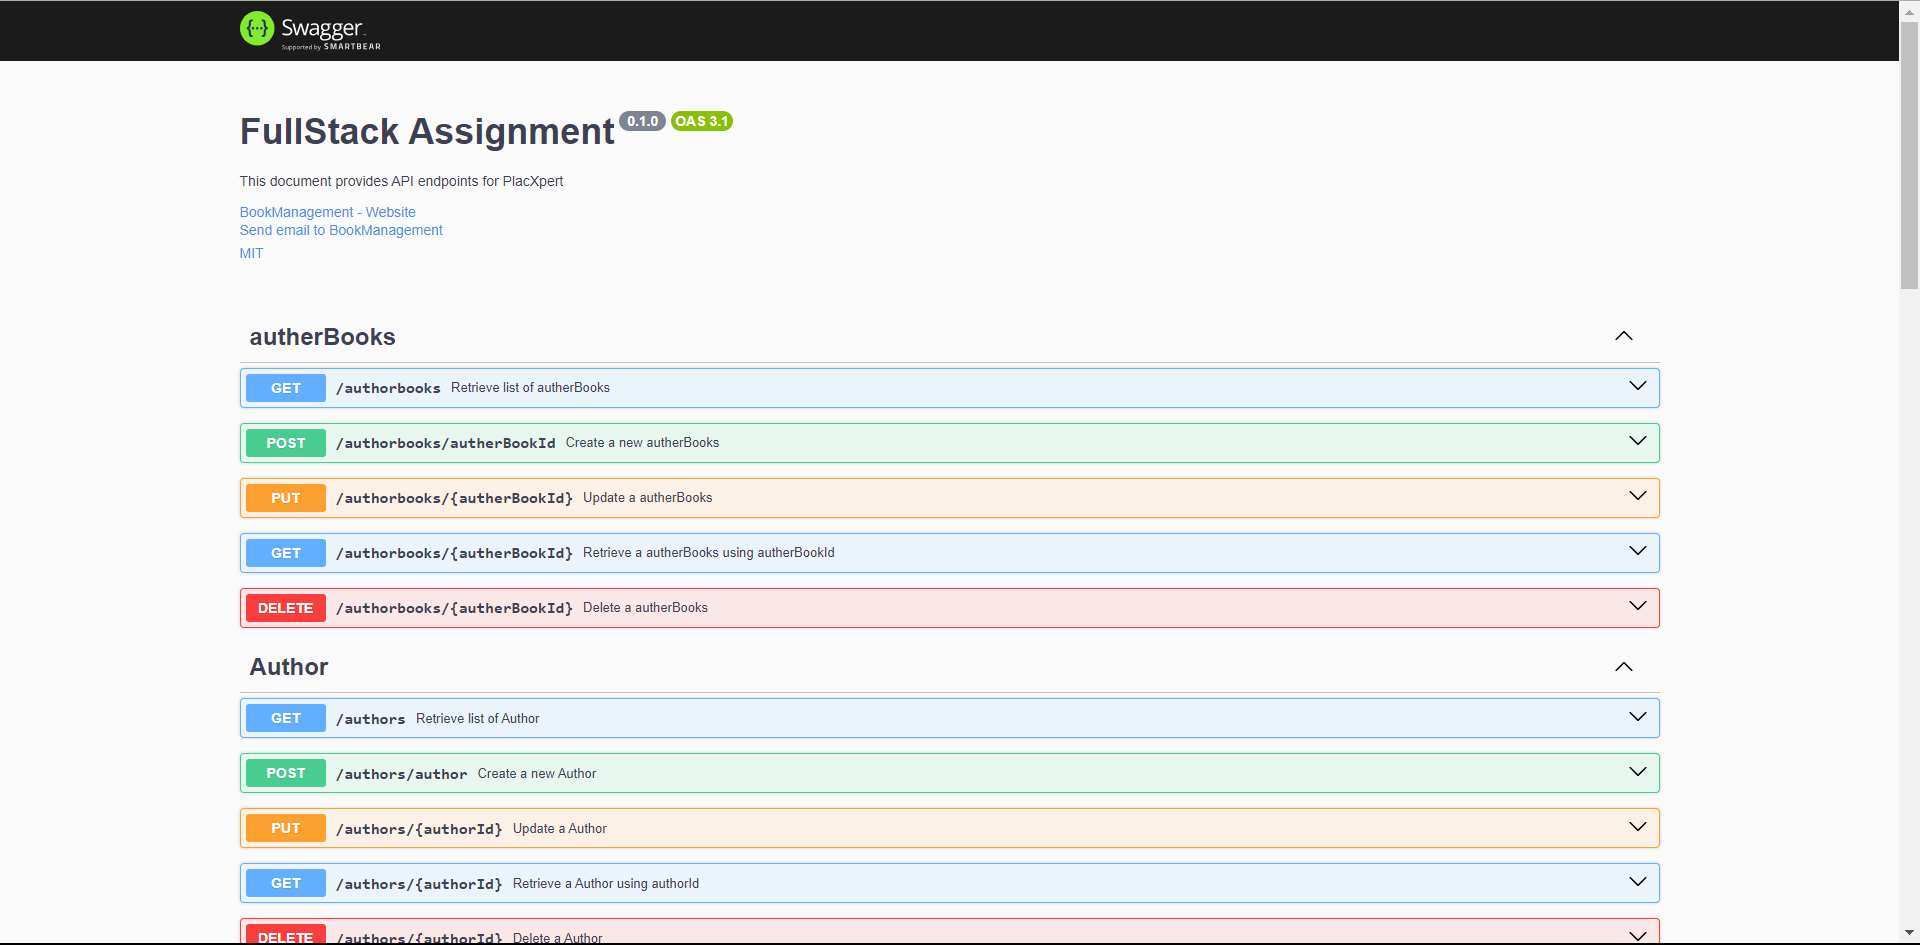 Swagger
Supported by SMARTBEAR
FullStack Assignment 0.1.0 OAS 3.1
This document provides API endpoints for PlacXpert
BookManagement - Website
Send email to BookManagement
MIT
autherBooks
GET /authorbooks Retrieve list of autherBooks
POST /authorbooks/autherBookId Create a new autherBooks
PUT /authorbooks/{autherBookId} Update a autherBooks
GET /authorbooks/{autherBookId} Retrieve a autherBooks using autherBookId
DELETE /authorbooks/{autherBookId} Delete a autherBooks
Author
GET /authors Retrieve list of Author
POST /authors/author Create a new Author
PUT /authors/{authorId} Update a Author
GET /authors/{authorId} Retrieve a Author using authorId
DELETE /authors/{authorId} Delete a Author